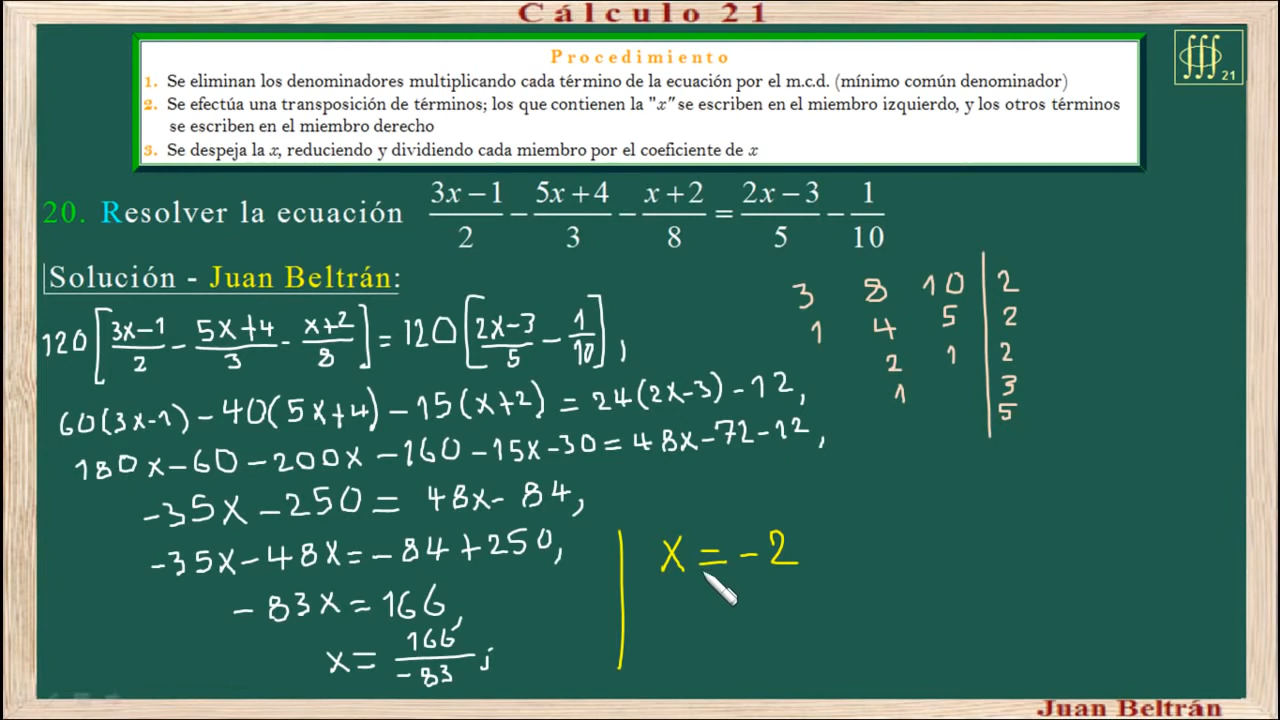 Cálculo 21
Procedimiento
1. Se eliminan los denominadores multiplicando cada término de la ecuación por el m.c.d. (mínimo común denominador)
2. Se efectúa una transposición de términos; los que contienen la "x" se escriben en el miembro izquierdo, y los otros términos
se escriben en el miembro derecho
3. Se despeja la x, reduciendo y dividiendo cada miembro por el coeficiente de x
∫∫∫ 21
20. Resolver la ecuación (3x − 1)/2 − (5x + 4)/3 − (x + 2)/8 = (2x − 3)/5 − 1/10
Solución - Juan Beltrán:
120[(3x−1)/2 − (5x+4)/3 − (x+2)/8] = 120[(2x−3)/5 − 1/10],
60(3x−1) − 40(5x+4) − 15(x+2) = 24(2x−3) − 12,
180x − 60 − 200x − 160 − 15x − 30 = 48x − 72 − 12,
−35x − 250 = 48x − 84,
−35x − 48x = −84 + 250,
−83x = 166,
x = 166/−83;
3 8 10 | 2
1 4 5 | 2
2 1 | 2
1 | 3
5
x = −2
Juan Beltrán